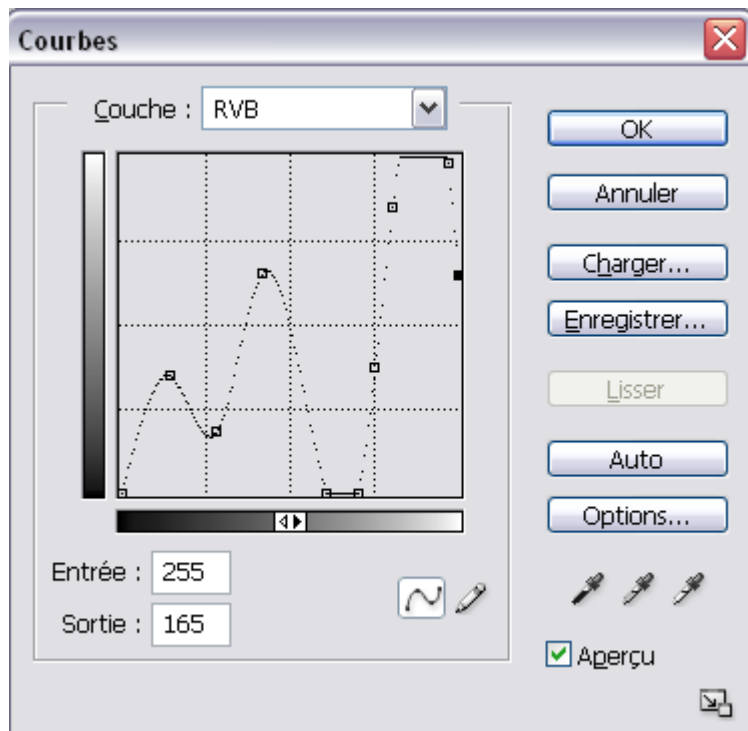 Courbes
Couche : RVB
OK
Annuler
Charger...
Enregistrer...
Lisser
Auto
Options...
Entrée : 255
Sortie : 165
Aperçu